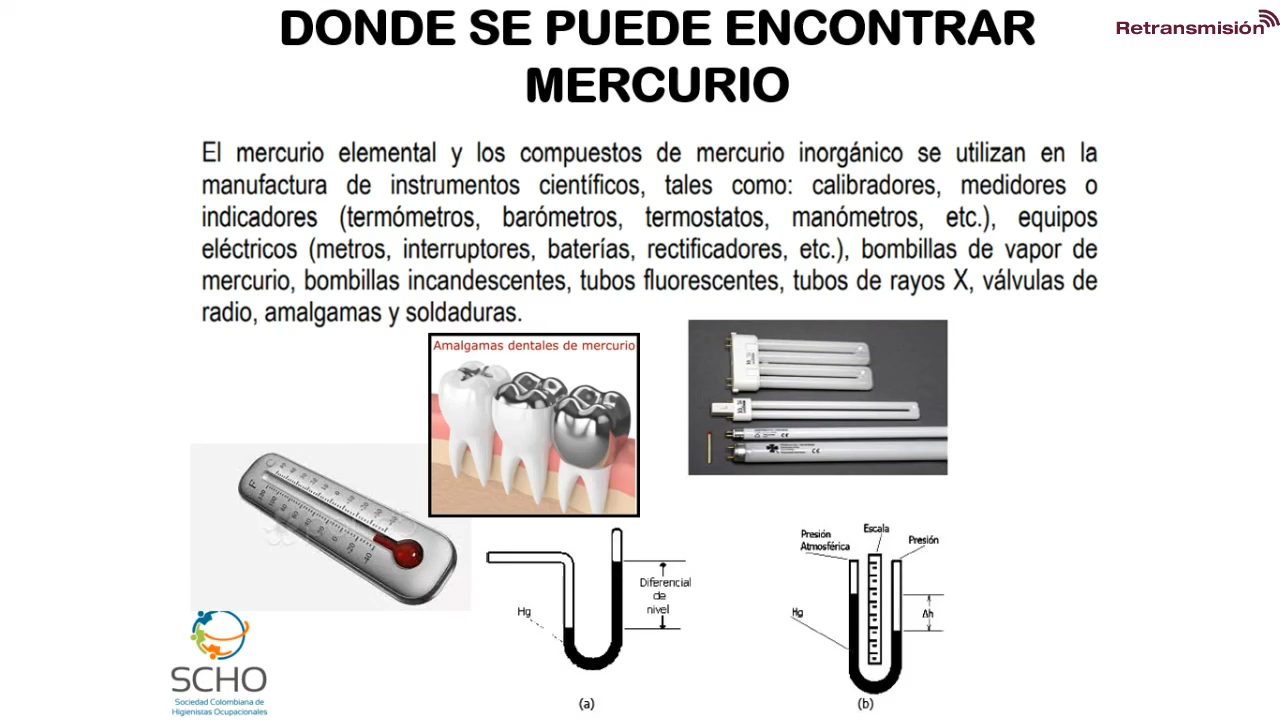 DONDE SE PUEDE ENCONTRAR
MERCURIO
Retransmisión
El mercurio elemental y los compuestos de mercurio inorgánico se utilizan en la
manufactura de instrumentos científicos, tales como: calibradores, medidores o
indicadores (termómetros, barómetros, termostatos, manómetros, etc.), equipos
eléctricos (metros, interruptores, baterías, rectificadores, etc.), bombillas de vapor de
mercurio, bombillas incandescentes, tubos fluorescentes, tubos de rayos X, válvulas de
radio, amalgamas y soldaduras.
Amalgamas dentales de mercurio
Diferencial
de
nivel
Hg
(a)
Presión
Atmosférica
Escala
Presión
Hg
Δh
(b)
SCHO
Sociedad Colombiana de
Higienistas Ocupacionales